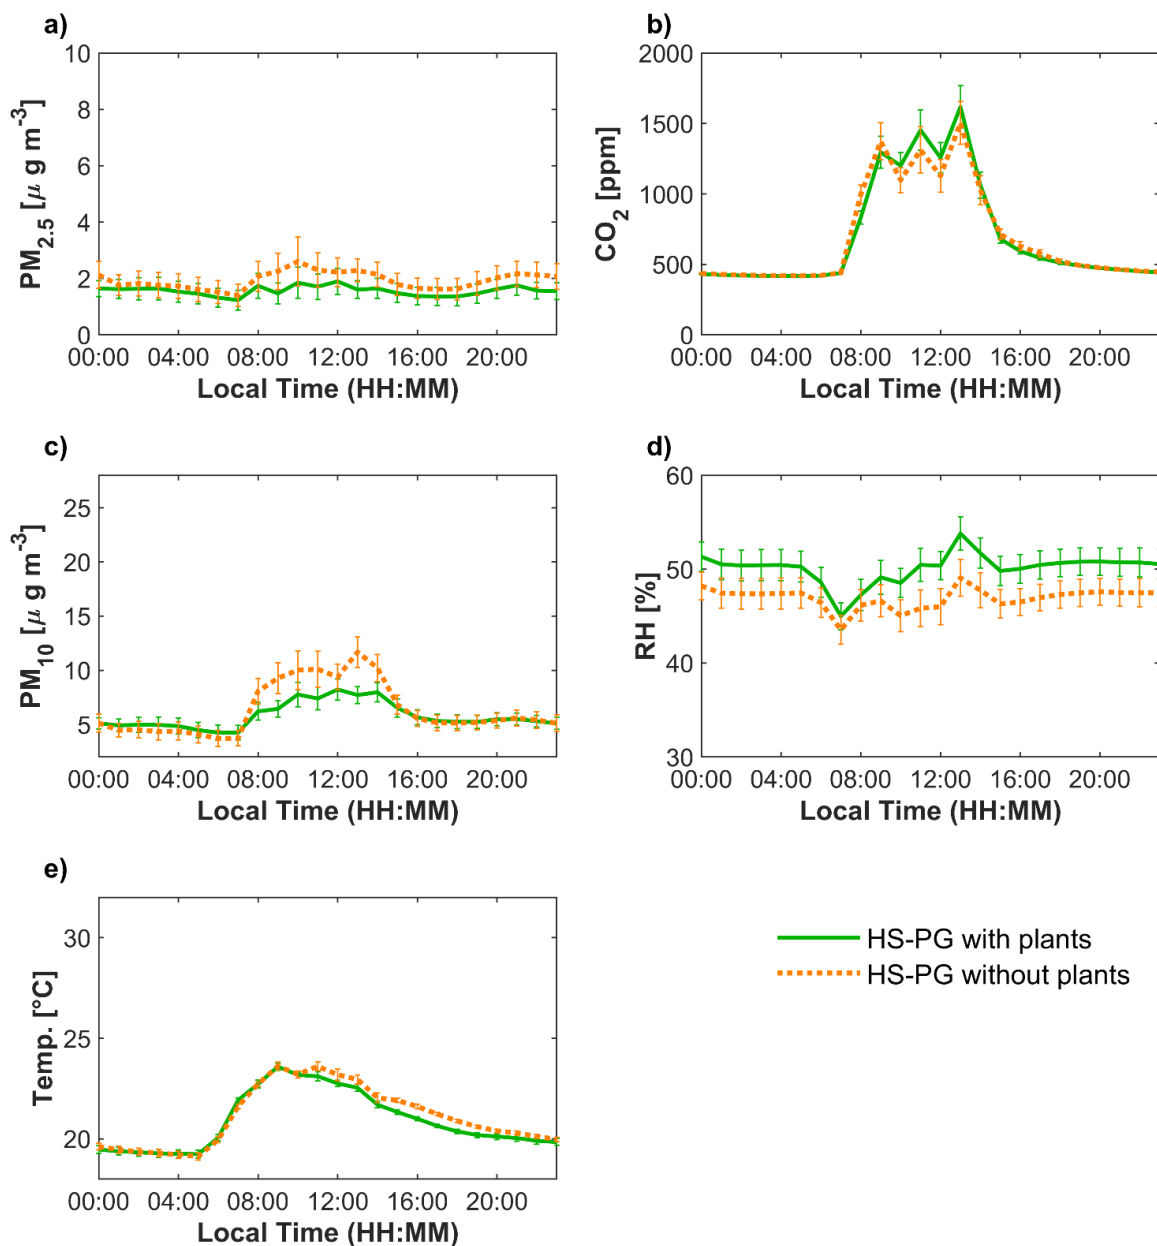 a)
10
8
6
4
2
0
PM2.5 [μ g m-3]
00:00 04:00 08:00 12:00 16:00 20:00
Local Time (HH:MM)
b)
2000
1500
1000
500
0
CO2 [ppm]
00:00 04:00 08:00 12:00 16:00 20:00
Local Time (HH:MM)
c)
25
20
15
10
5
PM10 [μ g m-3]
00:00 04:00 08:00 12:00 16:00 20:00
Local Time (HH:MM)
d)
60
50
40
30
RH [%]
00:00 04:00 08:00 12:00 16:00 20:00
Local Time (HH:MM)
e)
30
25
20
Temp. [°C]
00:00 04:00 08:00 12:00 16:00 20:00
Local Time (HH:MM)
HS-PG with plants
HS-PG without plants